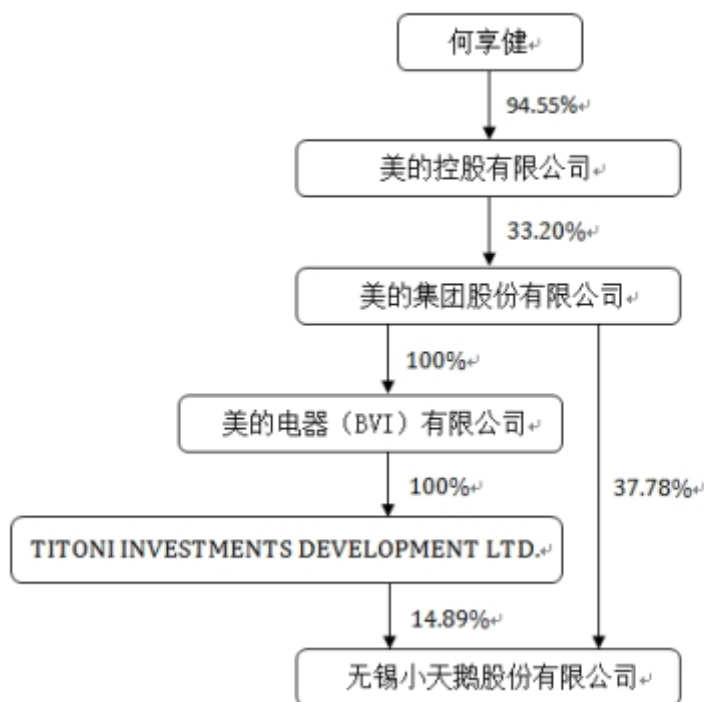 何享健
94.55%
美的控股有限公司
33.20%
美的集团股份有限公司
100%
美的电器（BVI）有限公司
100%
37.78%
TITONI INVESTMENTS DEVELOPMENT LTD.
14.89%
无锡小天鹅股份有限公司